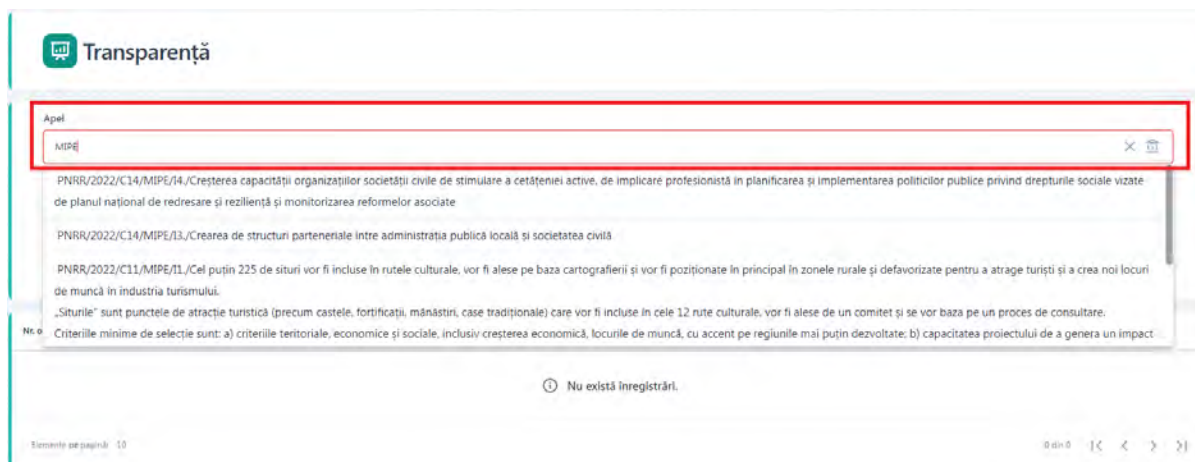 Transparență
Apel
MIPE
PNRR/2022/C14/MIPE/I4./Creșterea capacității organizațiilor societății civile de stimulare a cetățeniei active, de implicare profesionistă în planificarea și implementarea politicilor publice privind drepturile sociale vizate
de planul național de redresare și reziliență și monitorizarea reformelor asociate
PNRR/2022/C14/MIPE/I3./Crearea de structuri parteneriale între administrația publică locală și societatea civilă
PNRR/2022/C11/MIPE/I1./Cel puțin 225 de situri vor fi incluse în rutele culturale, vor fi alese pe baza cartografierii și vor fi poziționate în principal în zonele rurale și defavorizate pentru a atrage turiști și a crea noi locuri
de muncă în industria turismului.
„Siturile” sunt punctele de atracție turistică (precum castele, fortificații, mănăstiri, case tradiționale) care vor fi incluse în cele 12 rute culturale, vor fi alese de un comitet și se vor baza pe un proces de consultare.
Nr. o
Criteriile minime de selecție sunt: a) criteriile teritoriale, economice și sociale, inclusiv creșterea economică, locurile de muncă, cu accent pe regiunile mai puțin dezvoltate; b) capacitatea proiectului de a genera un impact
Nu există înregistrări.
Elemente pe pagină 10
0 din 0